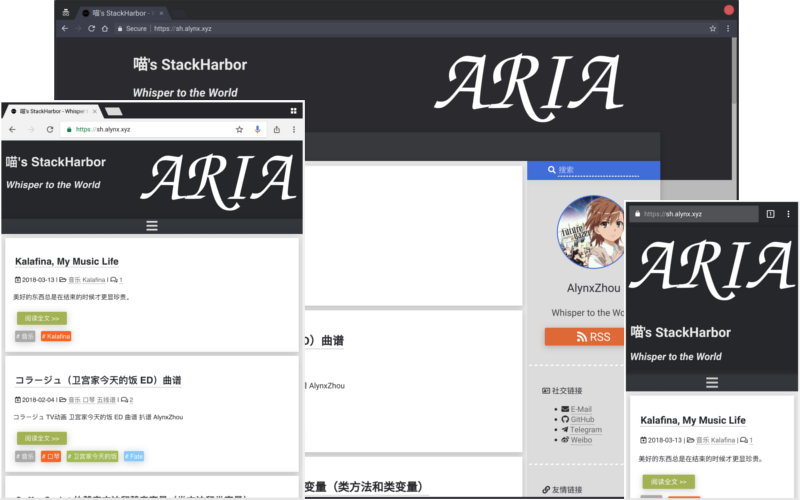 喵's StackHarbor - W
Secure https://sh.alynx.xyz
喵's StackHarbor
Whisper to the World
ARIA
搜索
Future Gazer
AlynxZhou
Whisper to the Wo
RSS
社交链接
E-Mail
GitHub
Telegram
Weibo
友情链接
ED）曲谱
| AlynxZhou
变量（类方法和类变量）
喵's StackHarbor - Whisper t
https://sh.alynx.xyz
喵's StackHarbor
Whisper to the World
ARIA
Kalafina, My Music Life
2018-03-13 | 音乐 Kalafina | 1
美好的东西总是在结束的时候才更显珍贵。
阅读全文 >>
# 音乐 # Kalafina
コラージュ（卫宫家今天的饭 ED）曲谱
2018-02-04 | 音乐 口琴 五线谱 | 2
コラージュ TV动画 卫宫家今天的饭 ED 曲谱 扒谱 AlynxZhou
阅读全文 >>
# 音乐 # 口琴 # 卫宫家今天的饭 # Fate
https://sh.alynx.xyz
1
ARIA
喵's StackHarbor
Whisper to the World
Kalafina, My Music Life
2018-03-13 | 音乐 Kalafina | 1
美好的东西总是在结束的时候才更显珍贵。
阅读全文 >>